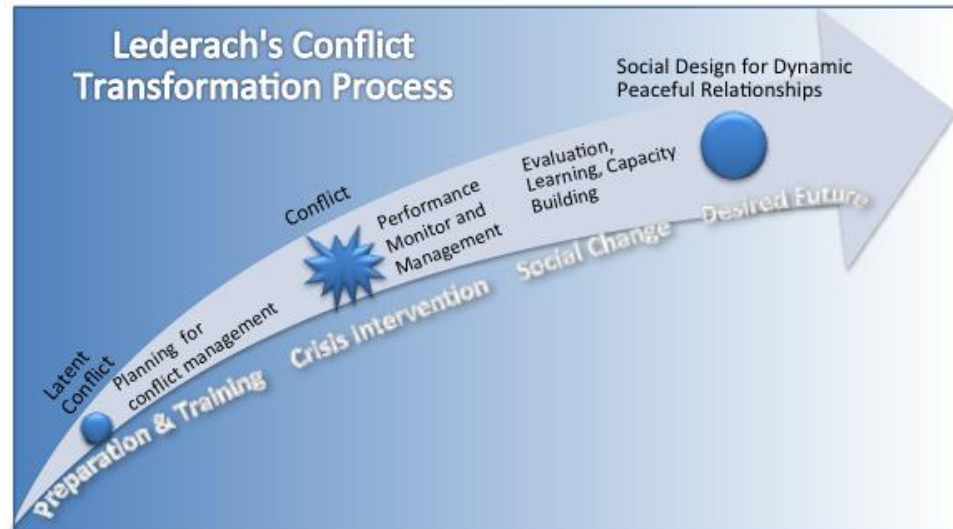 Lederach's Conflict
Transformation Process
Social Design for Dynamic
Peaceful Relationships
Latent
Conflict
Planning for
conflict management
Conflict
Performance
Monitor and
Management
Evaluation,
Learning, Capacity
Building
Preparation & Training
Crisis intervention
Social Change
Desired Future